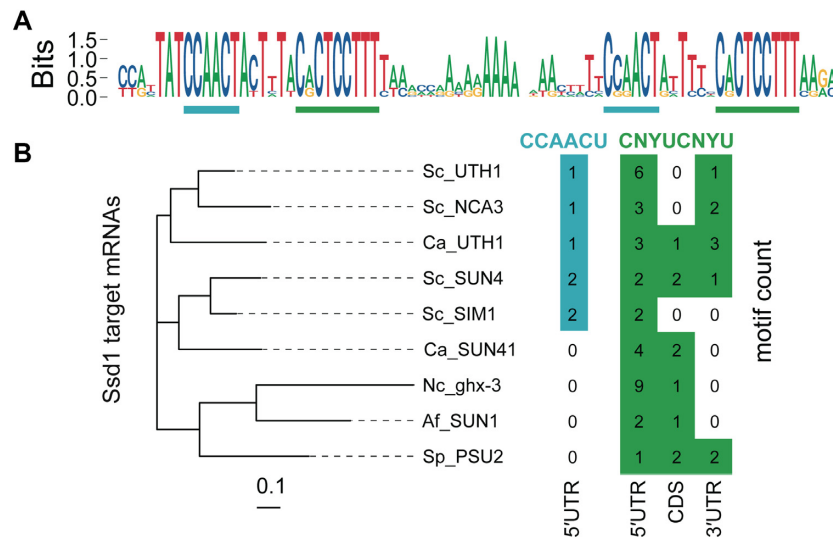 A
Bits
1.5
1.0
0.5
0.0
B
CCAACU CNYUCNYU
Ssd1 target mRNAs
Sc_UTH1 1 6 0 1
Sc_NCA3 1 3 0 2
Ca_UTH1 1 3 1 3
Sc_SUN4 2 2 2 1
Sc_SIM1 2 2 0 0
Ca_SUN41 0 4 2 0
Nc_ghx-3 0 9 1 0
Af_SUN1 0 2 1 0
Sp_PSU2 0 1 2 2
motif count
0.1
5'UTR 5'UTR CDS 3'UTR